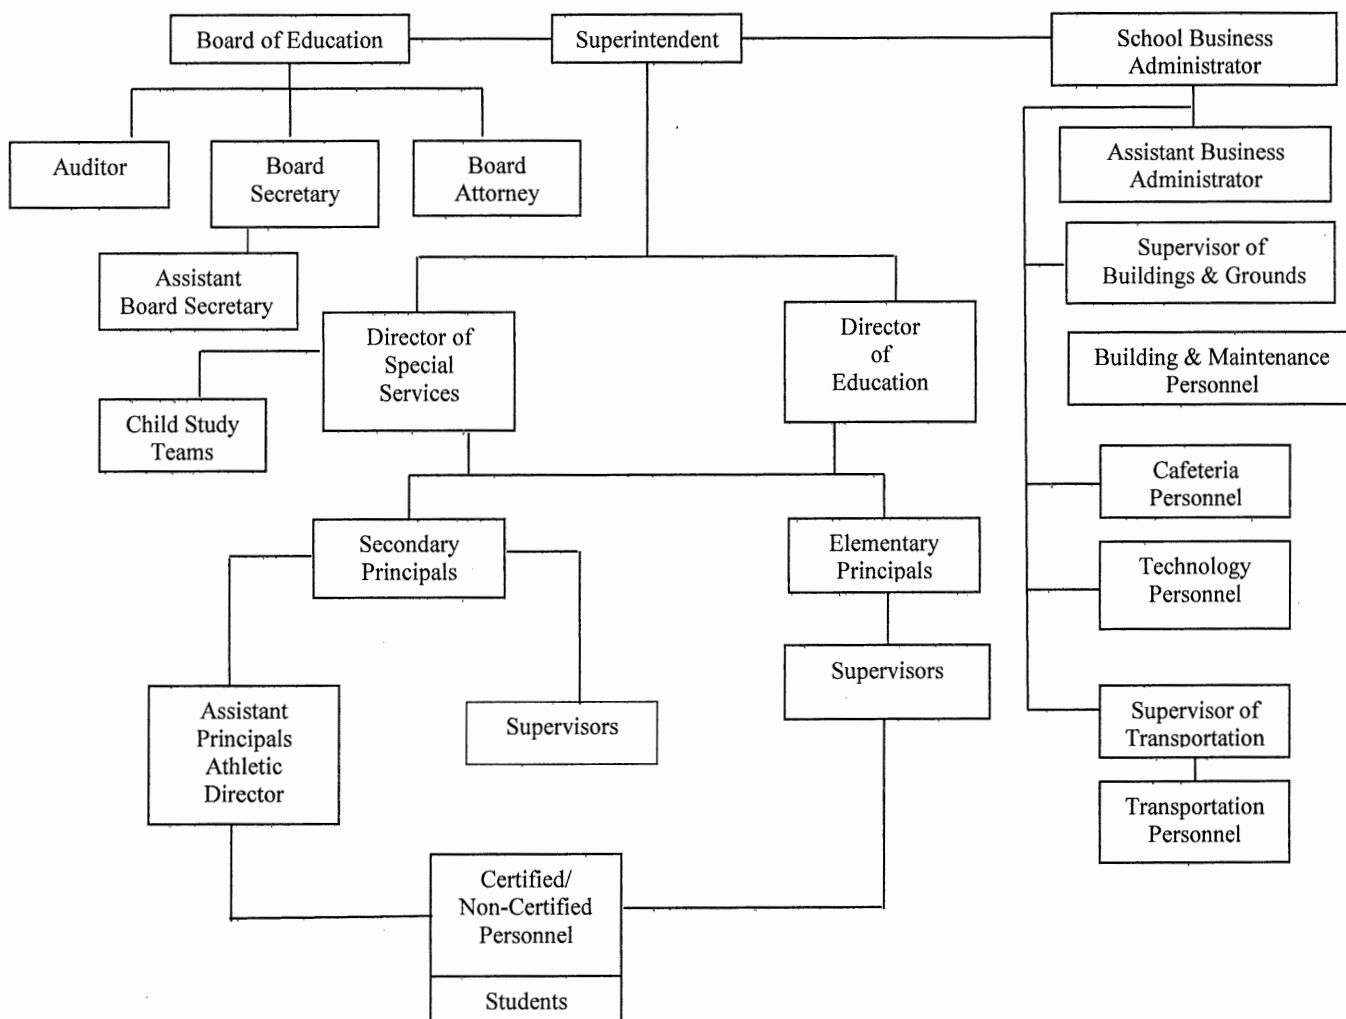 Board of Education
Superintendent
School Business
Administrator
Auditor
Board
Secretary
Board
Attorney
Assistant Business
Administrator
Assistant
Board Secretary
Supervisor of
Buildings & Grounds
Director of
Special
Services
Director
of
Education
Building & Maintenance
Personnel
Child Study
Teams
Cafeteria
Personnel
Secondary
Principals
Elementary
Principals
Technology
Personnel
Assistant
Principals
Athletic
Director
Supervisors
Supervisors
Supervisor of
Transportation
Transportation
Personnel
Certified/
Non-Certified
Personnel
Students